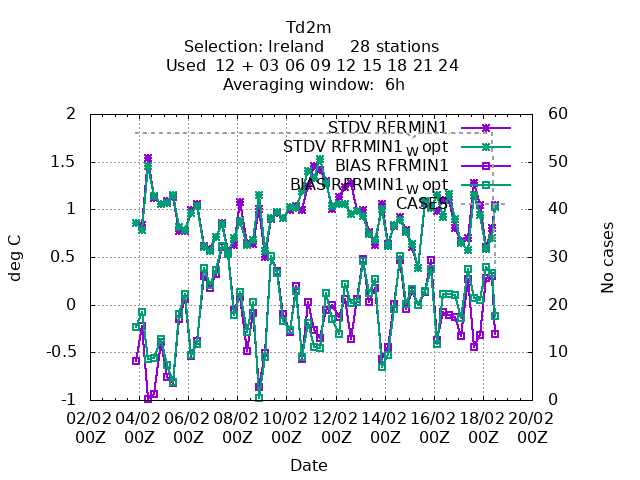 Td2m
Selection: Ireland 28 stations
Used 12 + 03 06 09 12 15 18 21 24
Averaging window: 6h
STDV RFRMIN1
STDV RFRMIN1_w opt
BIAS RFRMIN1
BIAS RFRMIN1_w opt
CASES
2
1.5
1
0.5
0
-0.5
-1
deg C
60
50
40
30
20
10
0
No cases
02/02 04/02 06/02 08/02 10/02 12/02 14/02 16/02 18/02 20/02
00Z 00Z 00Z 00Z 00Z 00Z 00Z 00Z 00Z 00Z
Date